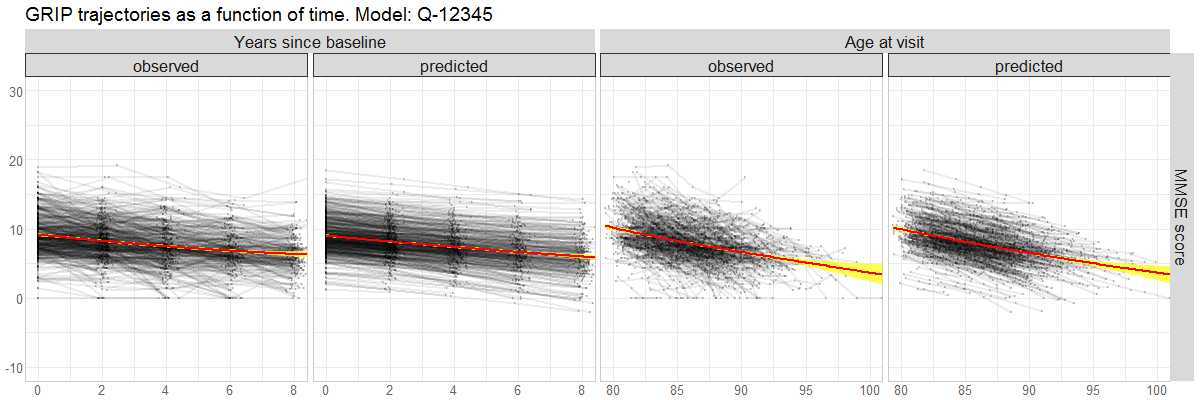 GRIP trajectories as a function of time. Model: Q-12345
Years since baseline
Age at visit
observed
predicted
observed
predicted
30
20
10
0
-10
MMSE score
0 2 4 6 8
0 2 4 6 8
80 85 90 95 100
80 85 90 95 100